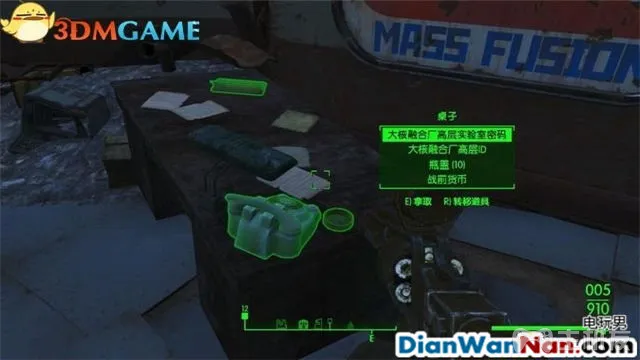 3DMGAME
MASS FUSION
桌子
大核融合厂高层实验室密码
大核融合厂高层ID
瓶盖 (10)
战前货币
E) 拿取 R) 转移道具
12
E
005
910
电玩男
DianWanNan.com